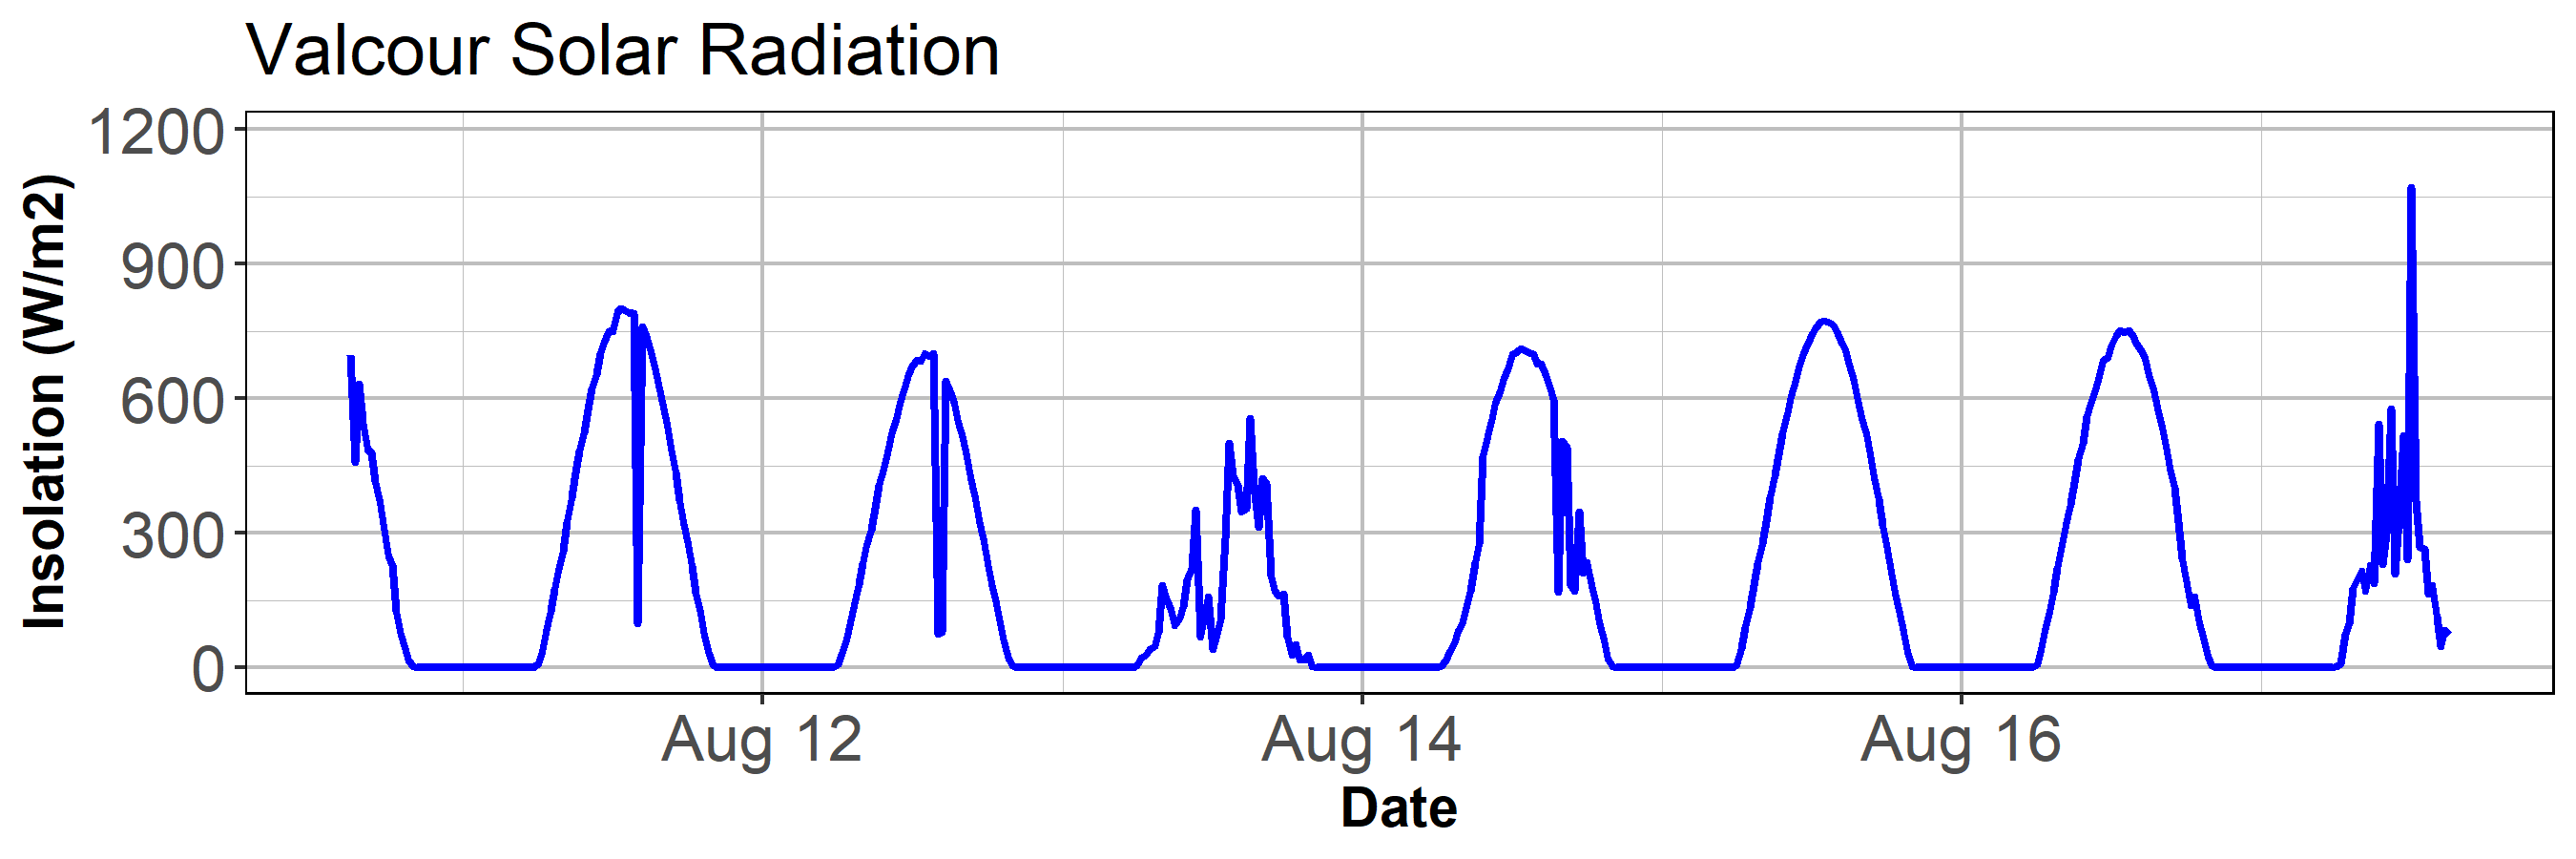 Valcour Solar Radiation
Insolation (W/m2)
1200
900
600
300
0
Aug 12 Aug 14 Aug 16
Date